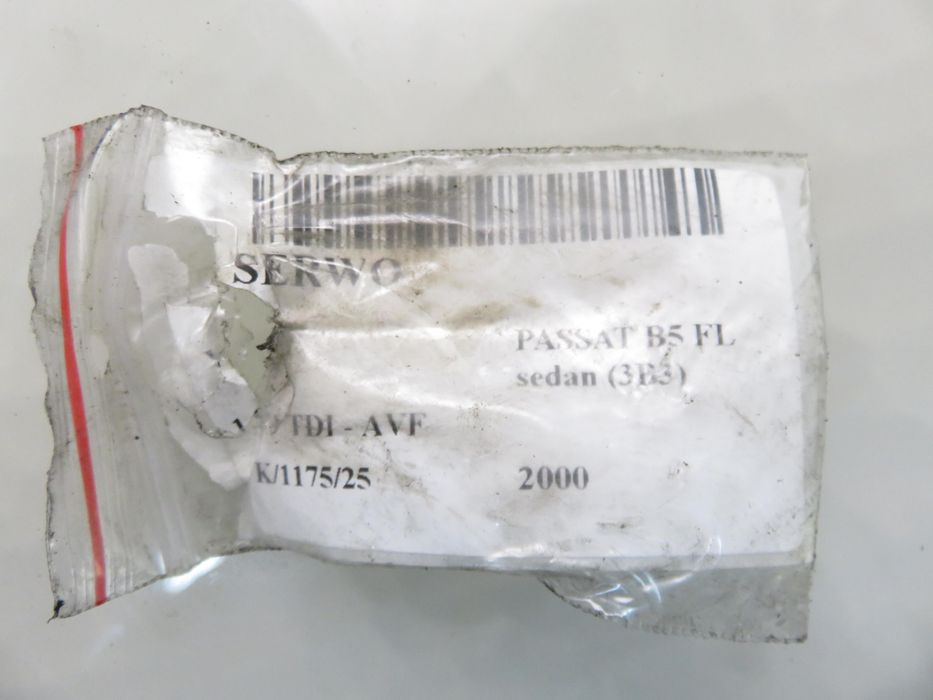 SERWO
PASSAT B5 FL
sedan (3B3)
TDI - AVF
K/1175/25 2000